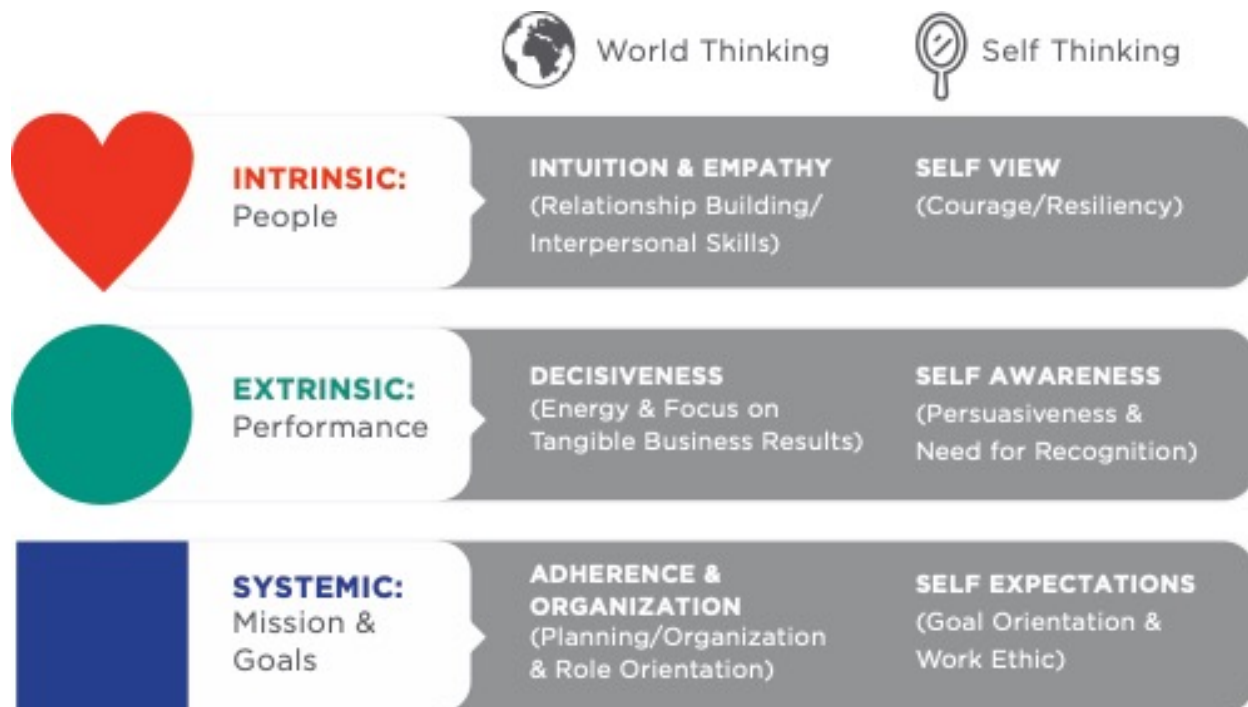 World Thinking
Self Thinking
INTRINSIC:
People
INTUITION & EMPATHY
(Relationship Building/
Interpersonal Skills)
SELF VIEW
(Courage/Resiliency)
EXTRINSIC:
Performance
DECISIVENESS
(Energy & Focus on
Tangible Business Results)
SELF AWARENESS
(Persuasiveness &
Need for Recognition)
SYSTEMIC:
Mission &
Goals
ADHERENCE &
ORGANIZATION
(Planning/Organization
& Role Orientation)
SELF EXPECTATIONS
(Goal Orientation &
Work Ethic)